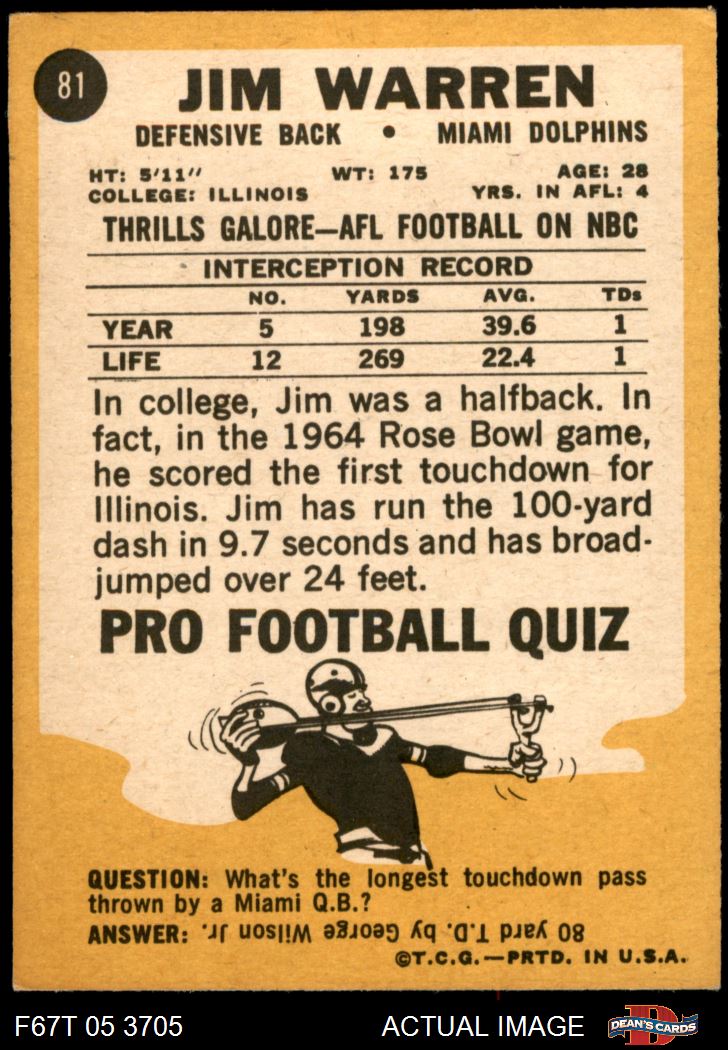 81
JIM WARREN
DEFENSIVE BACK • MIAMI DOLPHINS
HT: 5'11" WT: 175 AGE: 28
COLLEGE: ILLINOIS YRS. IN AFL: 4
THRILLS GALORE—AFL FOOTBALL ON NBC
INTERCEPTION RECORD
NO. YARDS AVG. TDs
YEAR 5 198 39.6 1
LIFE 12 269 22.4 1
In college, Jim was a halfback. In
fact, in the 1964 Rose Bowl game,
he scored the first touchdown for
Illinois. Jim has run the 100-yard
dash in 9.7 seconds and has broad-
jumped over 24 feet.
PRO FOOTBALL QUIZ
QUESTION: What's the longest touchdown pass
thrown by a Miami Q.B.?
ANSWER: 80 yard T.D. by George Wilson Jr.
©T.C.G.—PRTD. IN U.S.A.
F67T 05 3705 ACTUAL IMAGE DEAN'S CARDS